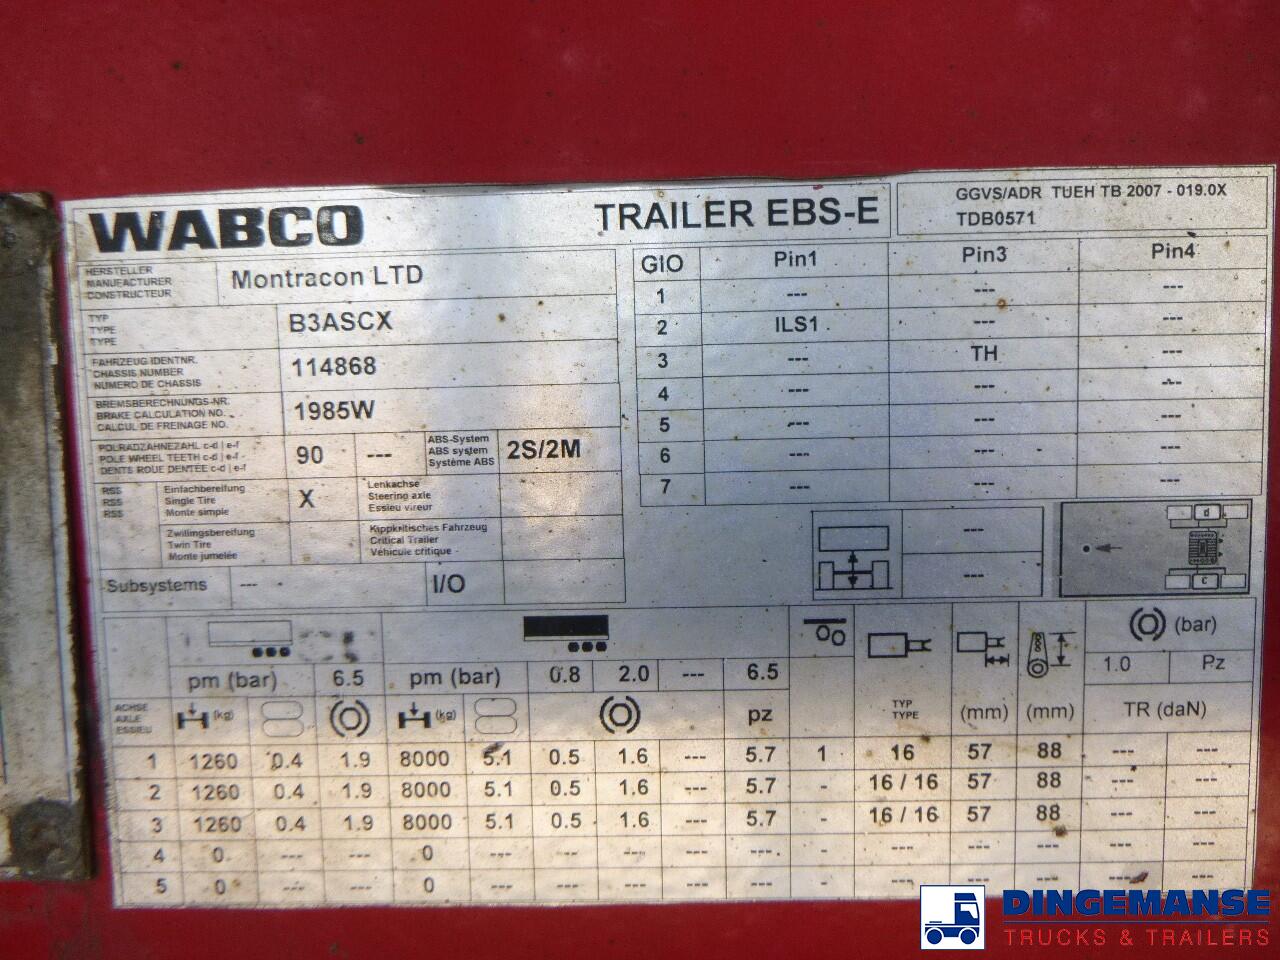 WABCO
TRAILER EBS-E
GGVS/ADR TUEH TB 2007 - 019.0X
TDB0571
HERSTELLER
MANUFACTURER
CONSTRUCTEUR
Montracon LTD
TYP
TYPE
TYPE
B3ASCX
FAHRZEUG IDENTNR.
CHASSIS NUMBER
NUMERO DE CHASSIS
114868
BREMSBERECHNUNGS-NR.
BRAKE CALCULATION NO.
CALCUL DE FREINAGE NO.
1985W
POLRADZAHNEZAHL c-d | e-f
POLE WHEEL TEETH c-d | e-f
DENTS ROUE DENTEE c-d | e-f
90 ---
ABS-System
ABS system
Système ABS
2S/2M
RSS
RSS
RSS
Einfachbereifung
Single Tire
Monte simple
X
Lenkachse
Steering axle
Essieu vireur
Zwillingsbereifung
Twin Tire
Monte jumelée
Kippkritisches Fahrzeug
Critical Trailer
Véhicule critique
Subsystems --- I/O
GIO Pin1 Pin3 Pin4
1 --- --- ---
2 ILS1 --- ---
3 --- TH ---
4 --- --- ---
5 --- --- ---
6 --- --- ---
7 --- --- ---
---
---
d
c
pm (bar) 6.5 pm (bar) 0.8 2.0 --- 6.5
(bar)
1.0 Pz
ACHSE
AXLE
ESSIEU
(kg) (kg) pz
TYP
TYPE
(mm) (mm) TR (daN)
1 1260 0.4 1.9 8000 5.1 0.5 1.6 --- 5.7 1 16 57 88 --- ---
2 1260 0.4 1.9 8000 5.1 0.5 1.6 --- 5.7 - 16 / 16 57 88 --- ---
3 1260 0.4 1.9 8000 5.1 0.5 1.6 --- 5.7 - 16 / 16 57 88 --- ---
4 0 --- --- 0 --- --- --- --- --- - --- --- --- --- ---
5 0 --- --- 0 --- --- --- --- --- - --- --- --- --- ---
DINGEMANSE
TRUCKS & TRAILERS